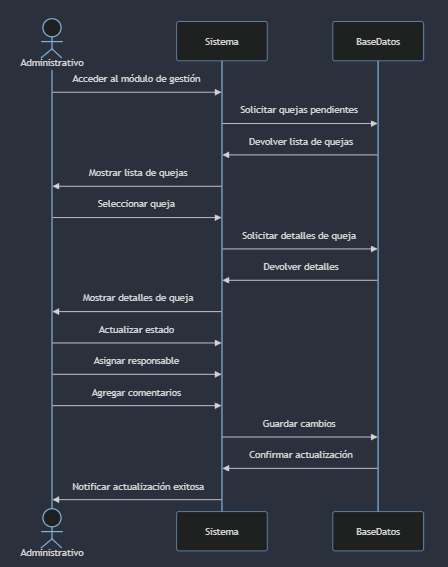 Sistema
BaseDatos
Administrativo
Acceder al módulo de gestión
Solicitar quejas pendientes
Devolver lista de quejas
Mostrar lista de quejas
Seleccionar queja
Solicitar detalles de queja
Devolver detalles
Mostrar detalles de queja
Actualizar estado
Asignar responsable
Agregar comentarios
Guardar cambios
Confirmar actualización
Notificar actualización exitosa
Sistema
BaseDatos
Administrativo